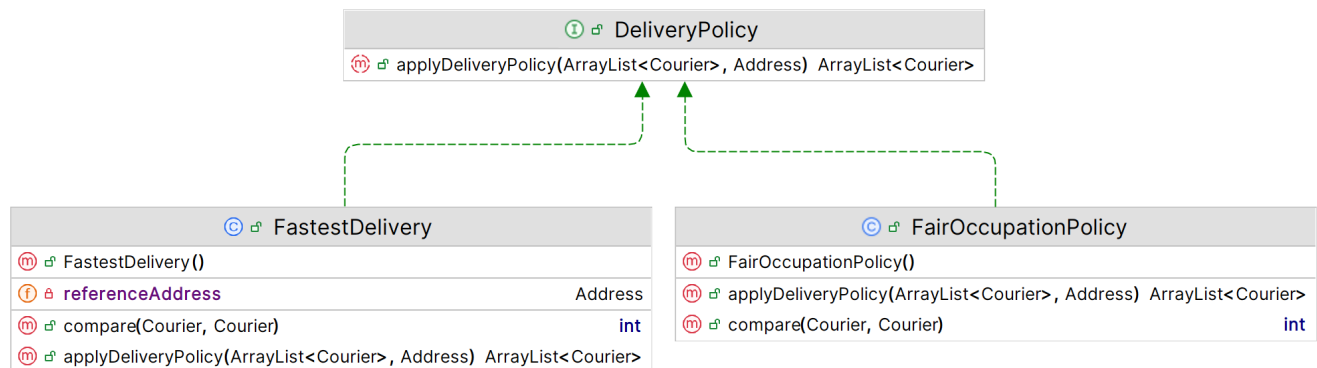 DeliveryPolicy
applyDeliveryPolicy(ArrayList<Courier>, Address) ArrayList<Courier>
FastestDelivery
FastestDelivery()
referenceAddress Address
compare(Courier, Courier) int
applyDeliveryPolicy(ArrayList<Courier>, Address) ArrayList<Courier>
FairOccupationPolicy
FairOccupationPolicy()
applyDeliveryPolicy(ArrayList<Courier>, Address) ArrayList<Courier>
compare(Courier, Courier) int